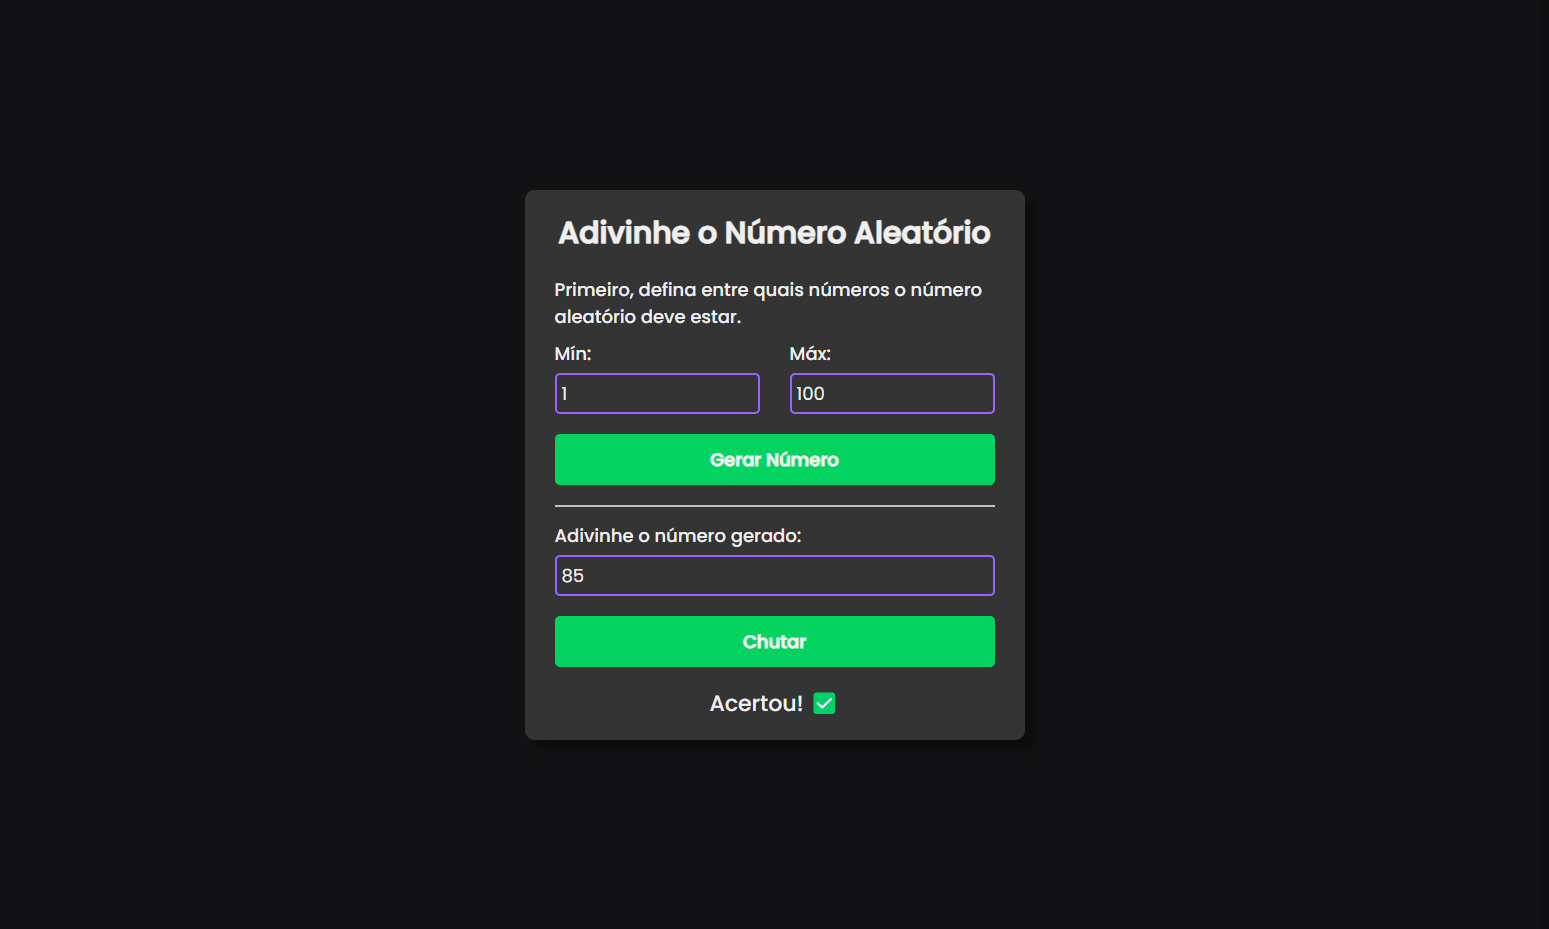 Adivinhe o Número Aleatório
Primeiro, defina entre quais números o número
aleatório deve estar.
Mín:
Máx:
1
100
Gerar Número
Adivinhe o número gerado:
85
Chutar
Acertou! ✅